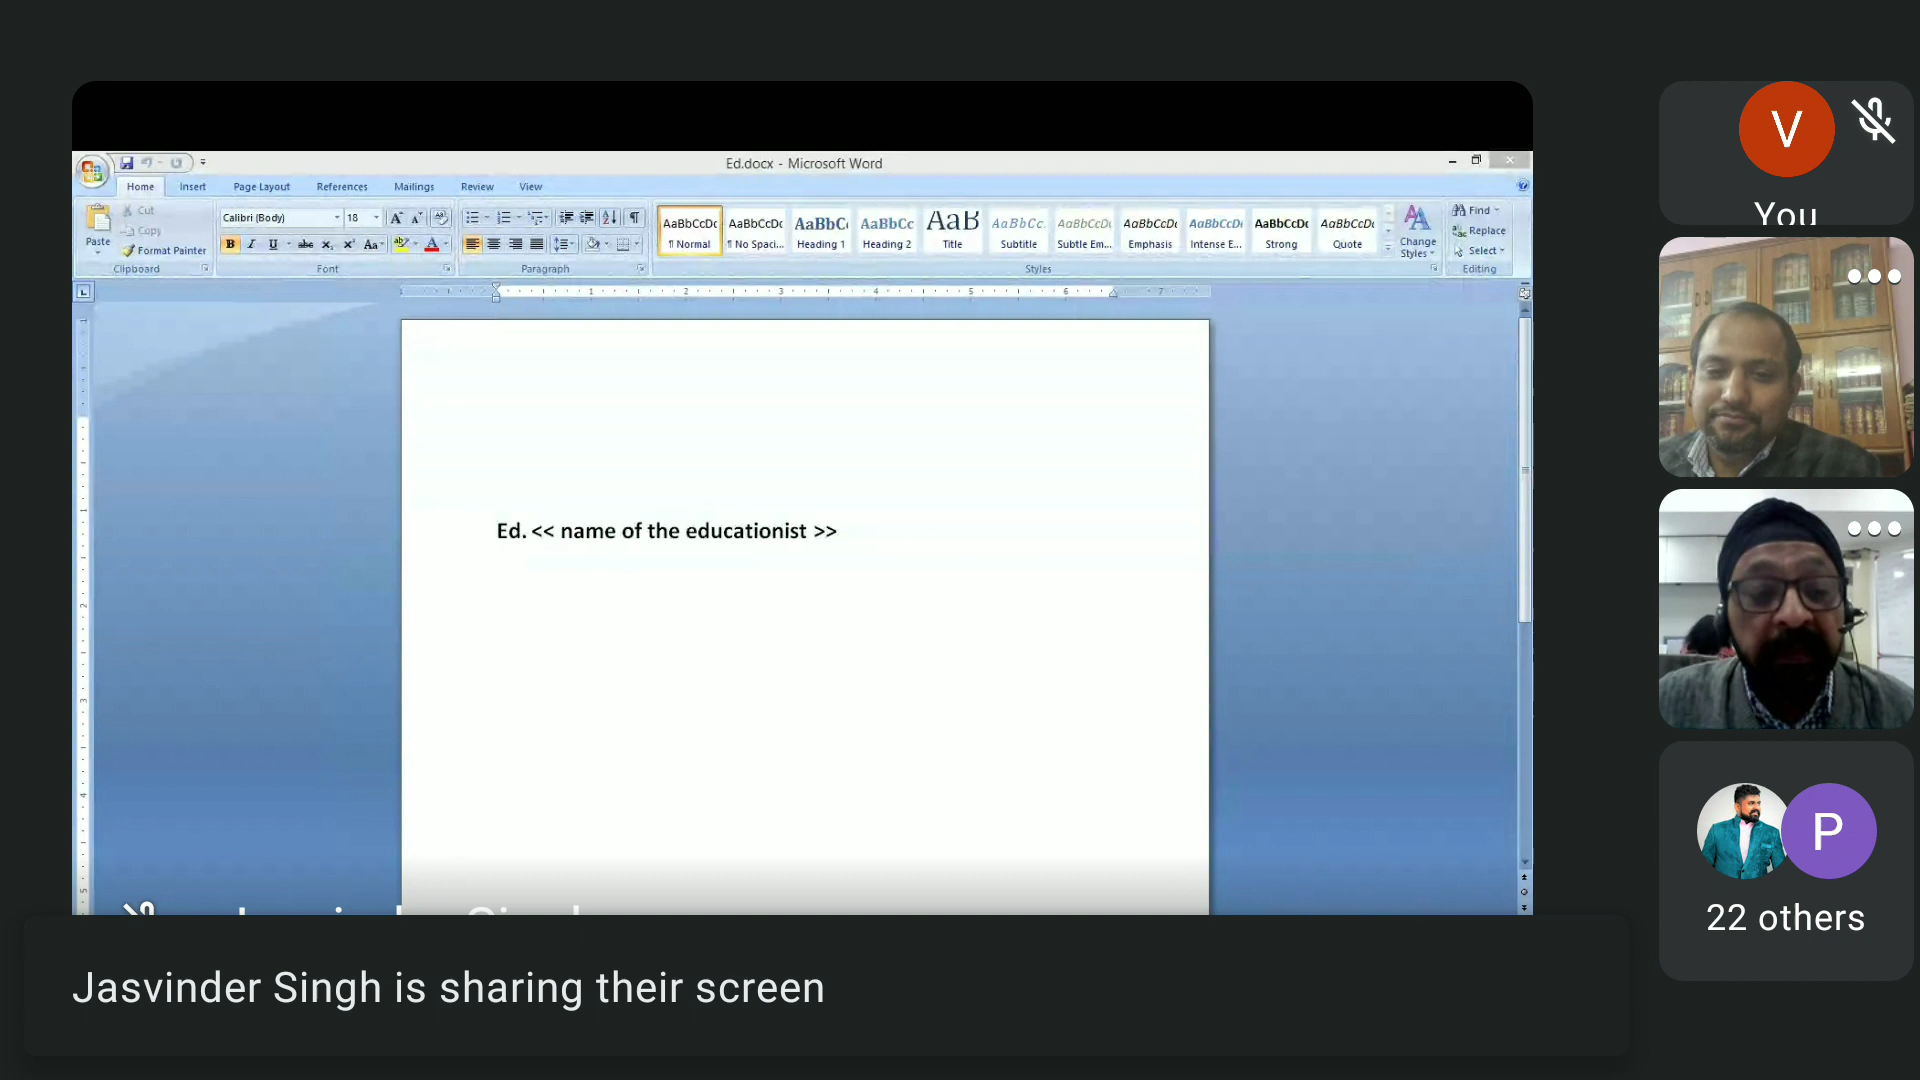 Ed.docx - Microsoft Word
Home Insert Page Layout References Mailings Review View
Paste
Cut
Copy
Format Painter
Clipboard
Calibri (Body) 18
Font
Paragraph
AaBbCcDc AaBbCcDc AaBbC AaBbCc AaB AaBbCc. AaBbCcDc AaBbCcDc AaBbCcDc AaBbCcDc AaBbCcDc
¶ Normal ¶ No Spaci... Heading 1 Heading 2 Title Subtitle Subtle Em... Emphasis Intense E... Strong Quote
Change Styles
Styles
Find
Replace
Select
Editing
Ed. << name of the educationist >>
Jasvinder Singh is sharing their screen
V
You
P
22 others